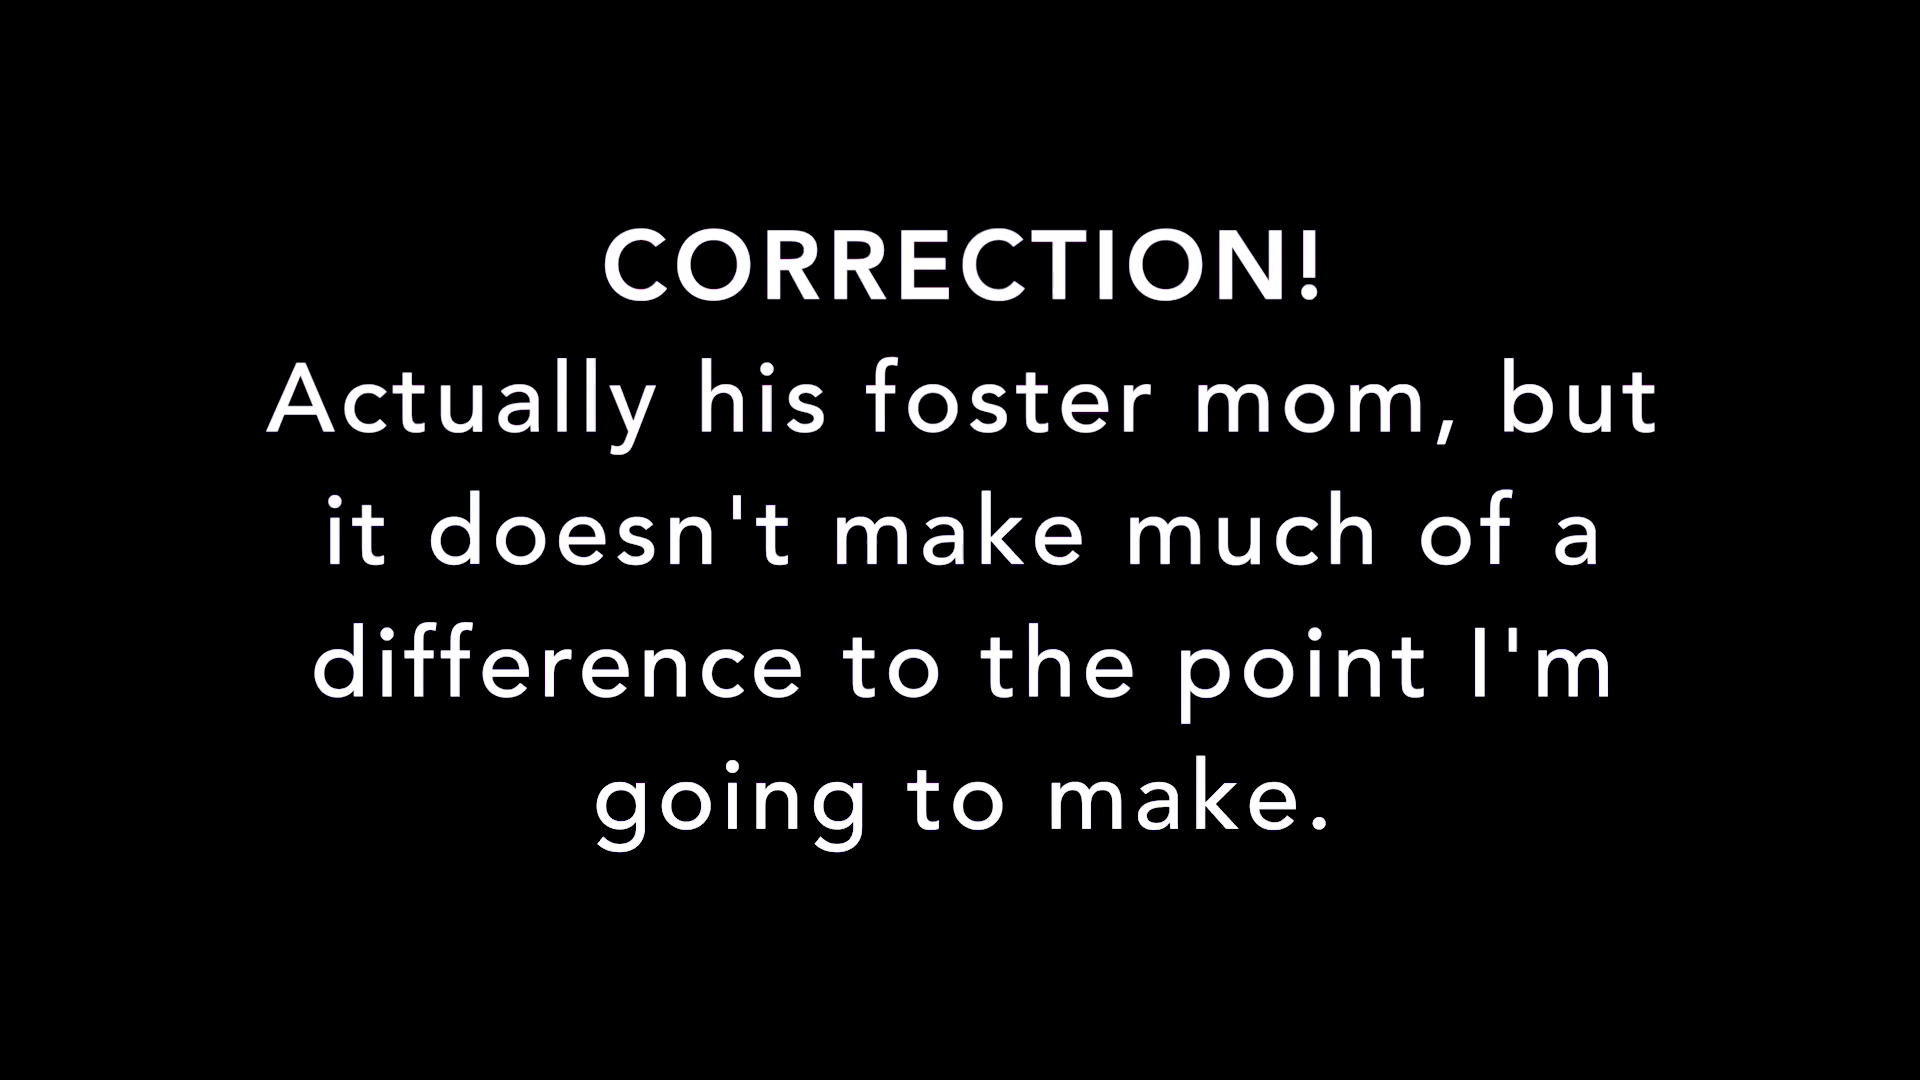 CORRECTION!
Actually his foster mom, but
it doesn't make much of a
difference to the point I'm
going to make.